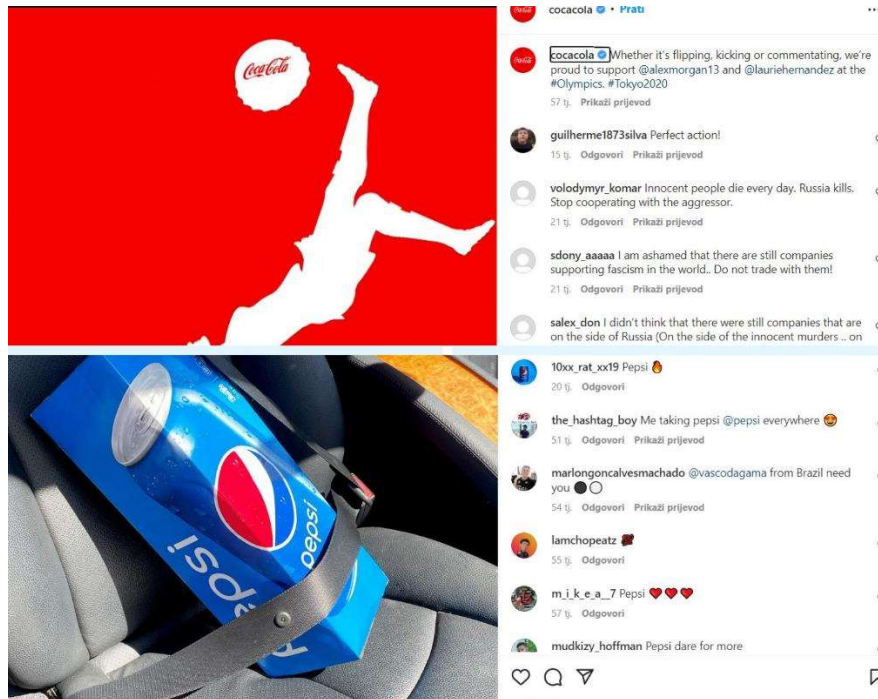 Coca-Cola
cocacola • Prati
cocacola Whether it's flipping, kicking or commentating, we're
proud to support @alexmorgan13 and @lauriehernandez at the
#Olympics. #Tokyo2020
57 tj. Prikaži prijevod
guilherme1873silva Perfect action!
15 tj. Odgovori Prikaži prijevod
volodymyr_komar Innocent people die every day. Russia kills.
Stop cooperating with the aggressor.
21 tj. Odgovori Prikaži prijevod
sdony_aaaaa I am ashamed that there are still companies
supporting fascism in the world.. Do not trade with them!
21 tj. Odgovori Prikaži prijevod
salex_don I didn't think that there were still companies that are
on the side of Russia (On the side of the innocent murders .. on
pepsi
pepsi
10xx_rat_xx19 Pepsi 🔥
20 tj. Odgovori
the_hashtag_boy Me taking pepsi @pepsi everywhere 🤩
51 tj. Odgovori Prikaži prijevod
marlongoncalvesmachado @vascodagama from Brazil need
you ⚫⚪
54 tj. Odgovori Prikaži prijevod
lamchopeatz
55 tj. Odgovori
m_i_k_e_a__7 Pepsi ❤️❤️❤️
57 tj. Odgovori
mudkizy_hoffman Pepsi dare for more